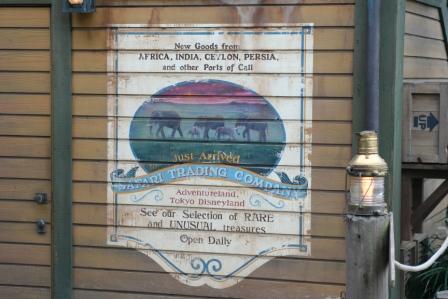 New Goods from
AFRICA, INDIA, CEYLON, PERSIA,
and other Ports of Call
Just Arrived
SAFARI TRADING COMPANY
Adventureland,
Tokyo Disneyland
See our Selection of RARE
and UNUSUAL treasures
Open Daily